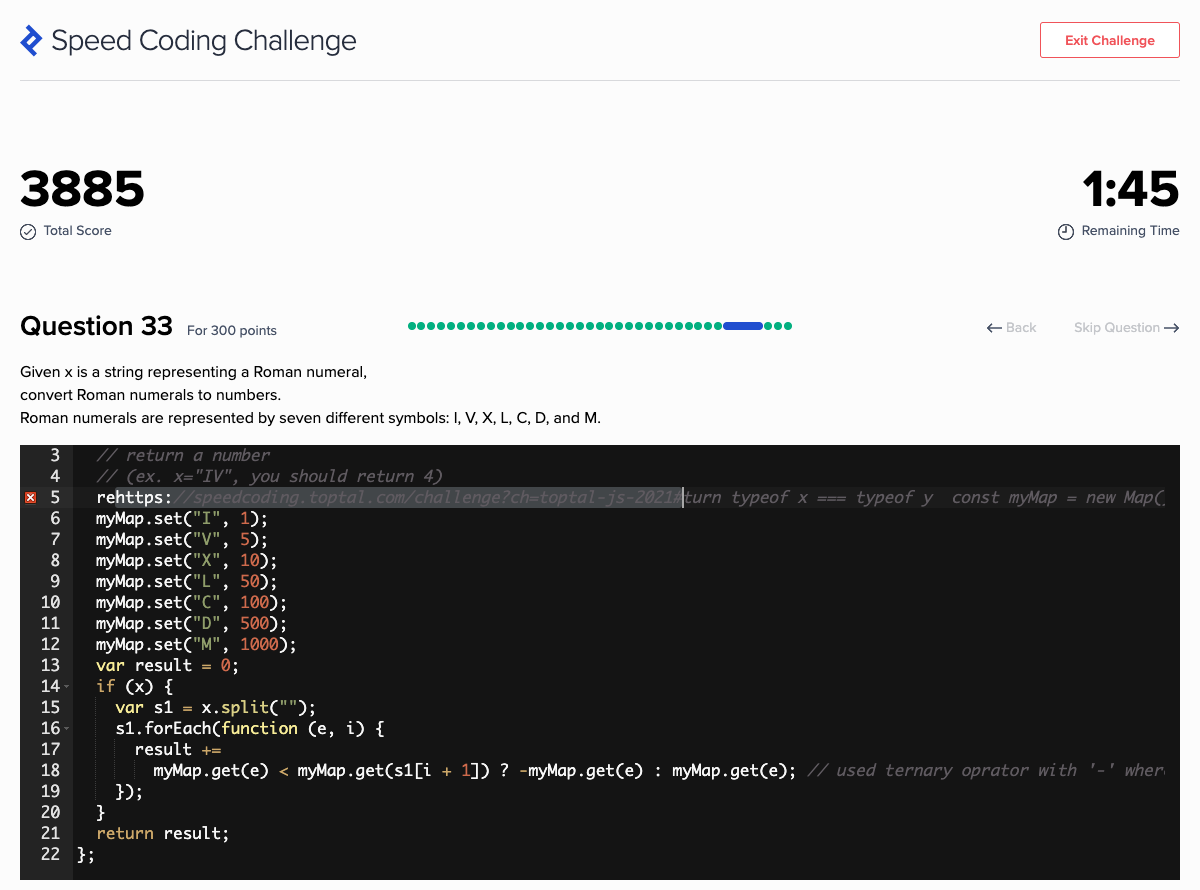 Speed Coding Challenge
Exit Challenge
3885
1:45
Total Score
Remaining Time
Question 33
For 300 points
Back
Skip Question
Given x is a string representing a Roman numeral,
convert Roman numerals to numbers.
Roman numerals are represented by seven different symbols: I, V, X, L, C, D, and M.
3 // return a number
4 // (ex. x="IV", you should return 4)
5 rehttps://speedcoding.toptal.com/challenge?ch=toptal-js-2021#turn typeof x === typeof y  const myMap = new Map(
6 myMap.set("I", 1);
7 myMap.set("V", 5);
8 myMap.set("X", 10);
9 myMap.set("L", 50);
10 myMap.set("C", 100);
11 myMap.set("D", 500);
12 myMap.set("M", 1000);
13 var result = 0;
14 if (x) {
15 var s1 = x.split("");
16 s1.forEach(function (e, i) {
17 result +=
18 myMap.get(e) < myMap.get(s1[i + 1]) ? -myMap.get(e) : myMap.get(e); // used ternary oprator with '-' wher
19 });
20 }
21 return result;
22 };